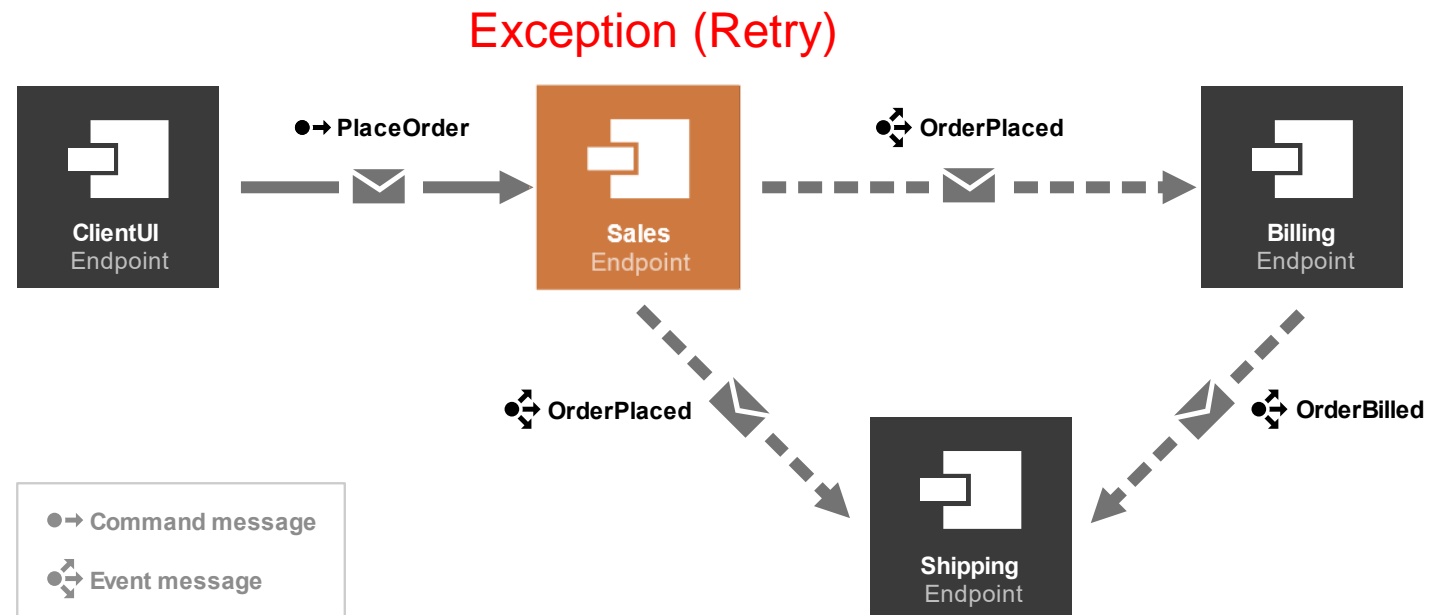 Exception (Retry)
PlaceOrder
OrderPlaced
ClientUI
Endpoint
Sales
Endpoint
Billing
Endpoint
OrderPlaced
OrderBilled
Command message
Event message
Shipping
Endpoint